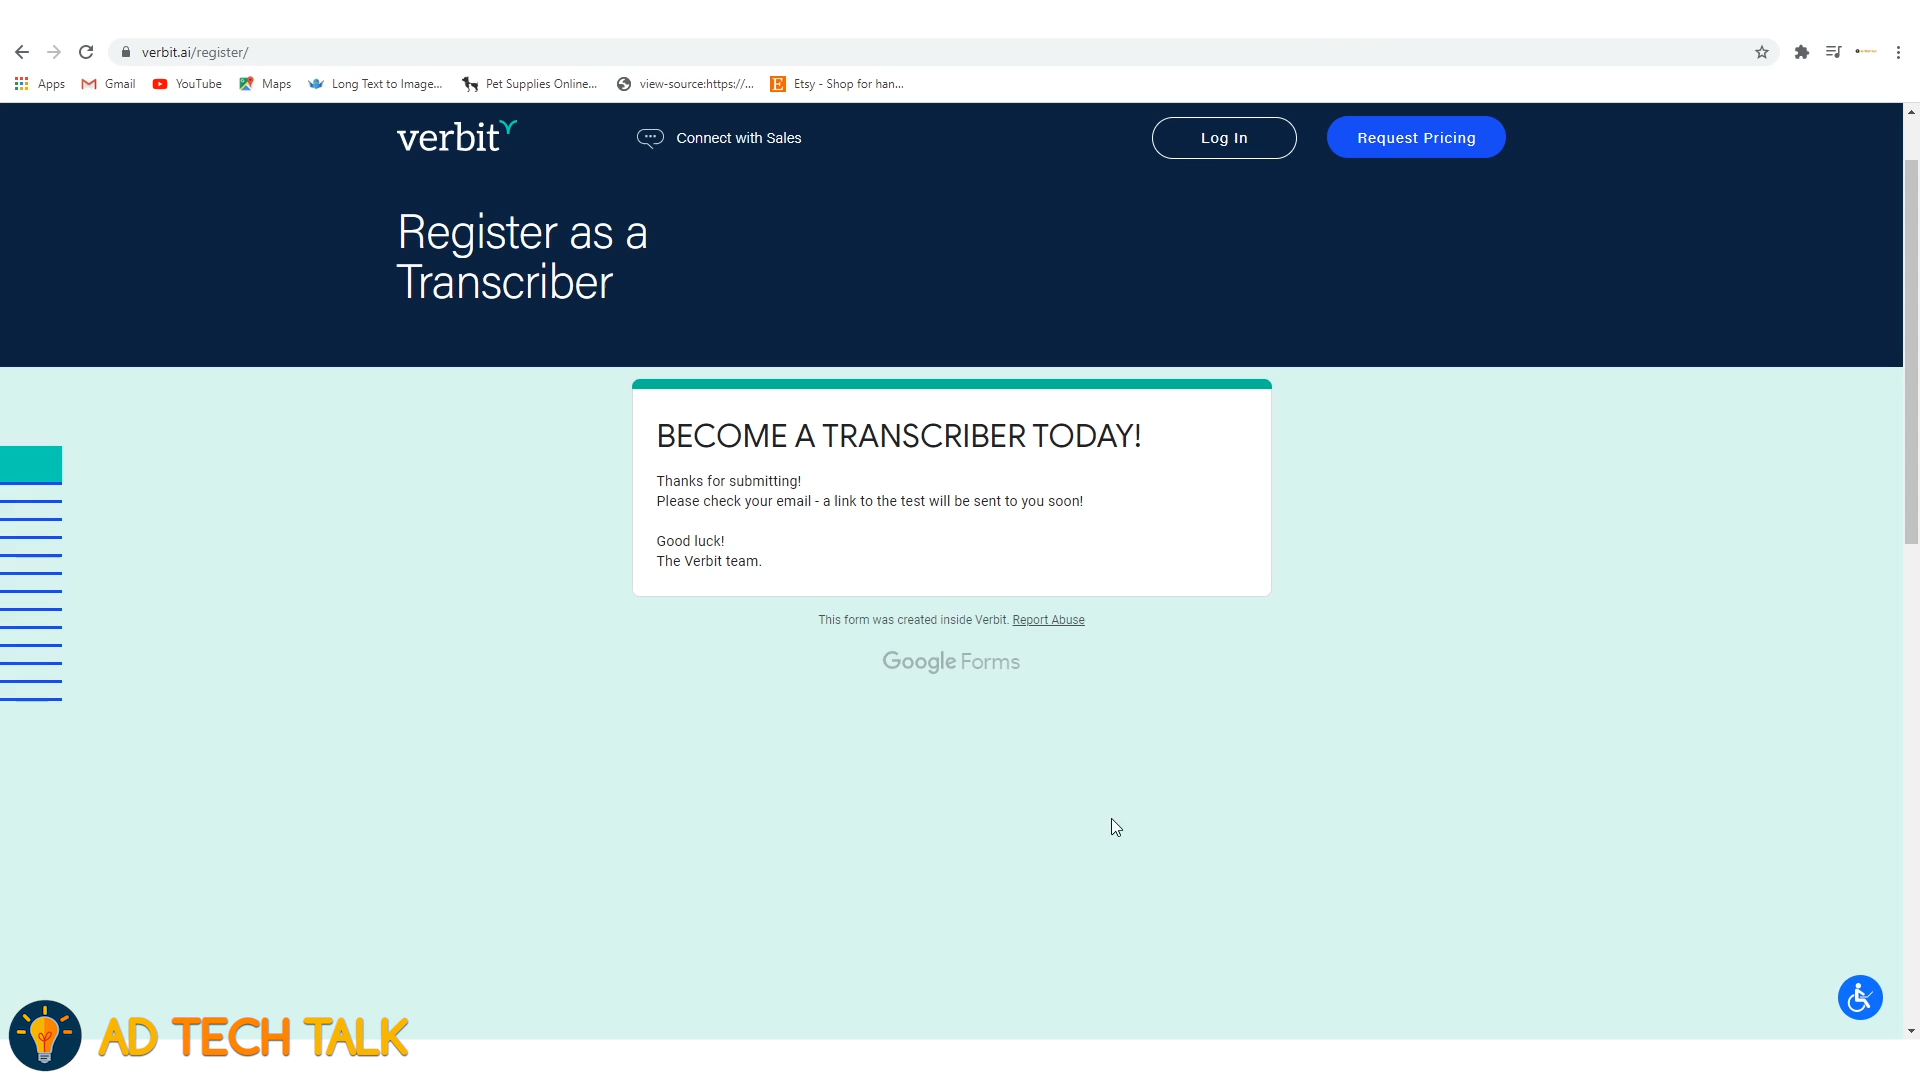 verbit.ai/register/
Apps Gmail YouTube Maps Long Text to Image... Pet Supplies Online... view-source:https://... Etsy - Shop for han...
verbit Connect with Sales Log In Request Pricing
Register as a
Transcriber
BECOME A TRANSCRIBER TODAY!
Thanks for submitting!
Please check your email - a link to the test will be sent to you soon!
Good luck!
The Verbit team.
This form was created inside Verbit. Report Abuse
Google Forms
AD TECH TALK